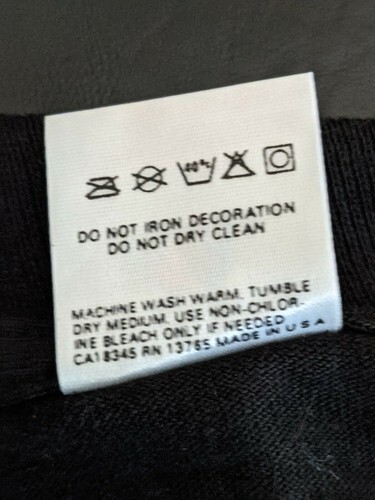 40°C
DO NOT IRON DECORATION
DO NOT DRY CLEAN
MACHINE WASH WARM. TUMBLE
DRY MEDIUM. USE NON-CHLOR-
INE BLEACH ONLY IF NEEDED
CA18345 RN 13765 MADE IN U S A